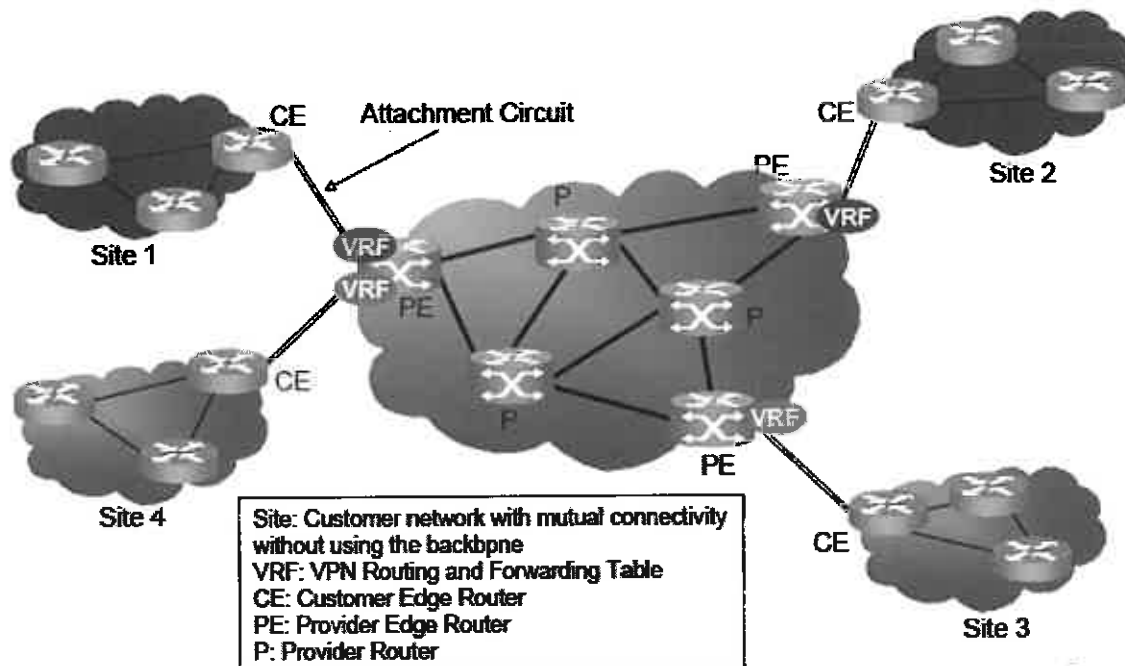 CE
Attachment Circuit
CE
Site 2
PE
P
VRF
Site 1
VRF
VRF
PE
P
CE
P
VRF
PE
Site 4
CE
Site 3
Site: Customer network with mutual connectivity
without using the backbpne
VRF: VPN Routing and Forwarding Table
CE: Customer Edge Router
PE: Provider Edge Router
P: Provider Router